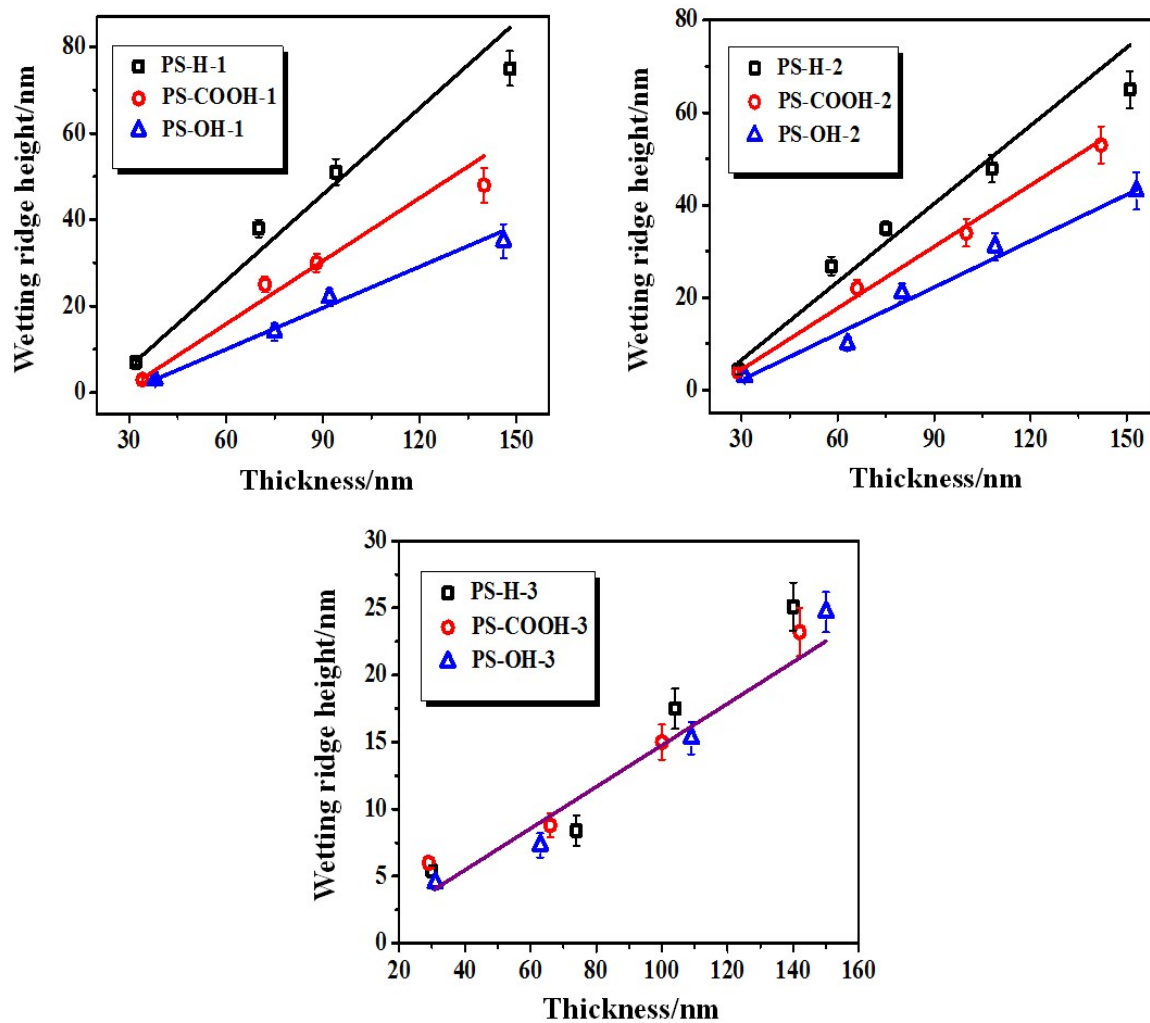 80
60
40
20
0
Wetting ridge height/nm
PS-H-1
PS-COOH-1
PS-OH-1
30 60 90 120 150
Thickness/nm
80
60
40
20
0
Wetting ridge height/nm
PS-H-2
PS-COOH-2
PS-OH-2
30 60 90 120 150
Thickness/nm
30
25
20
15
10
5
0
Wetting ridge height/nm
PS-H-3
PS-COOH-3
PS-OH-3
20 40 60 80 100 120 140 160
Thickness/nm